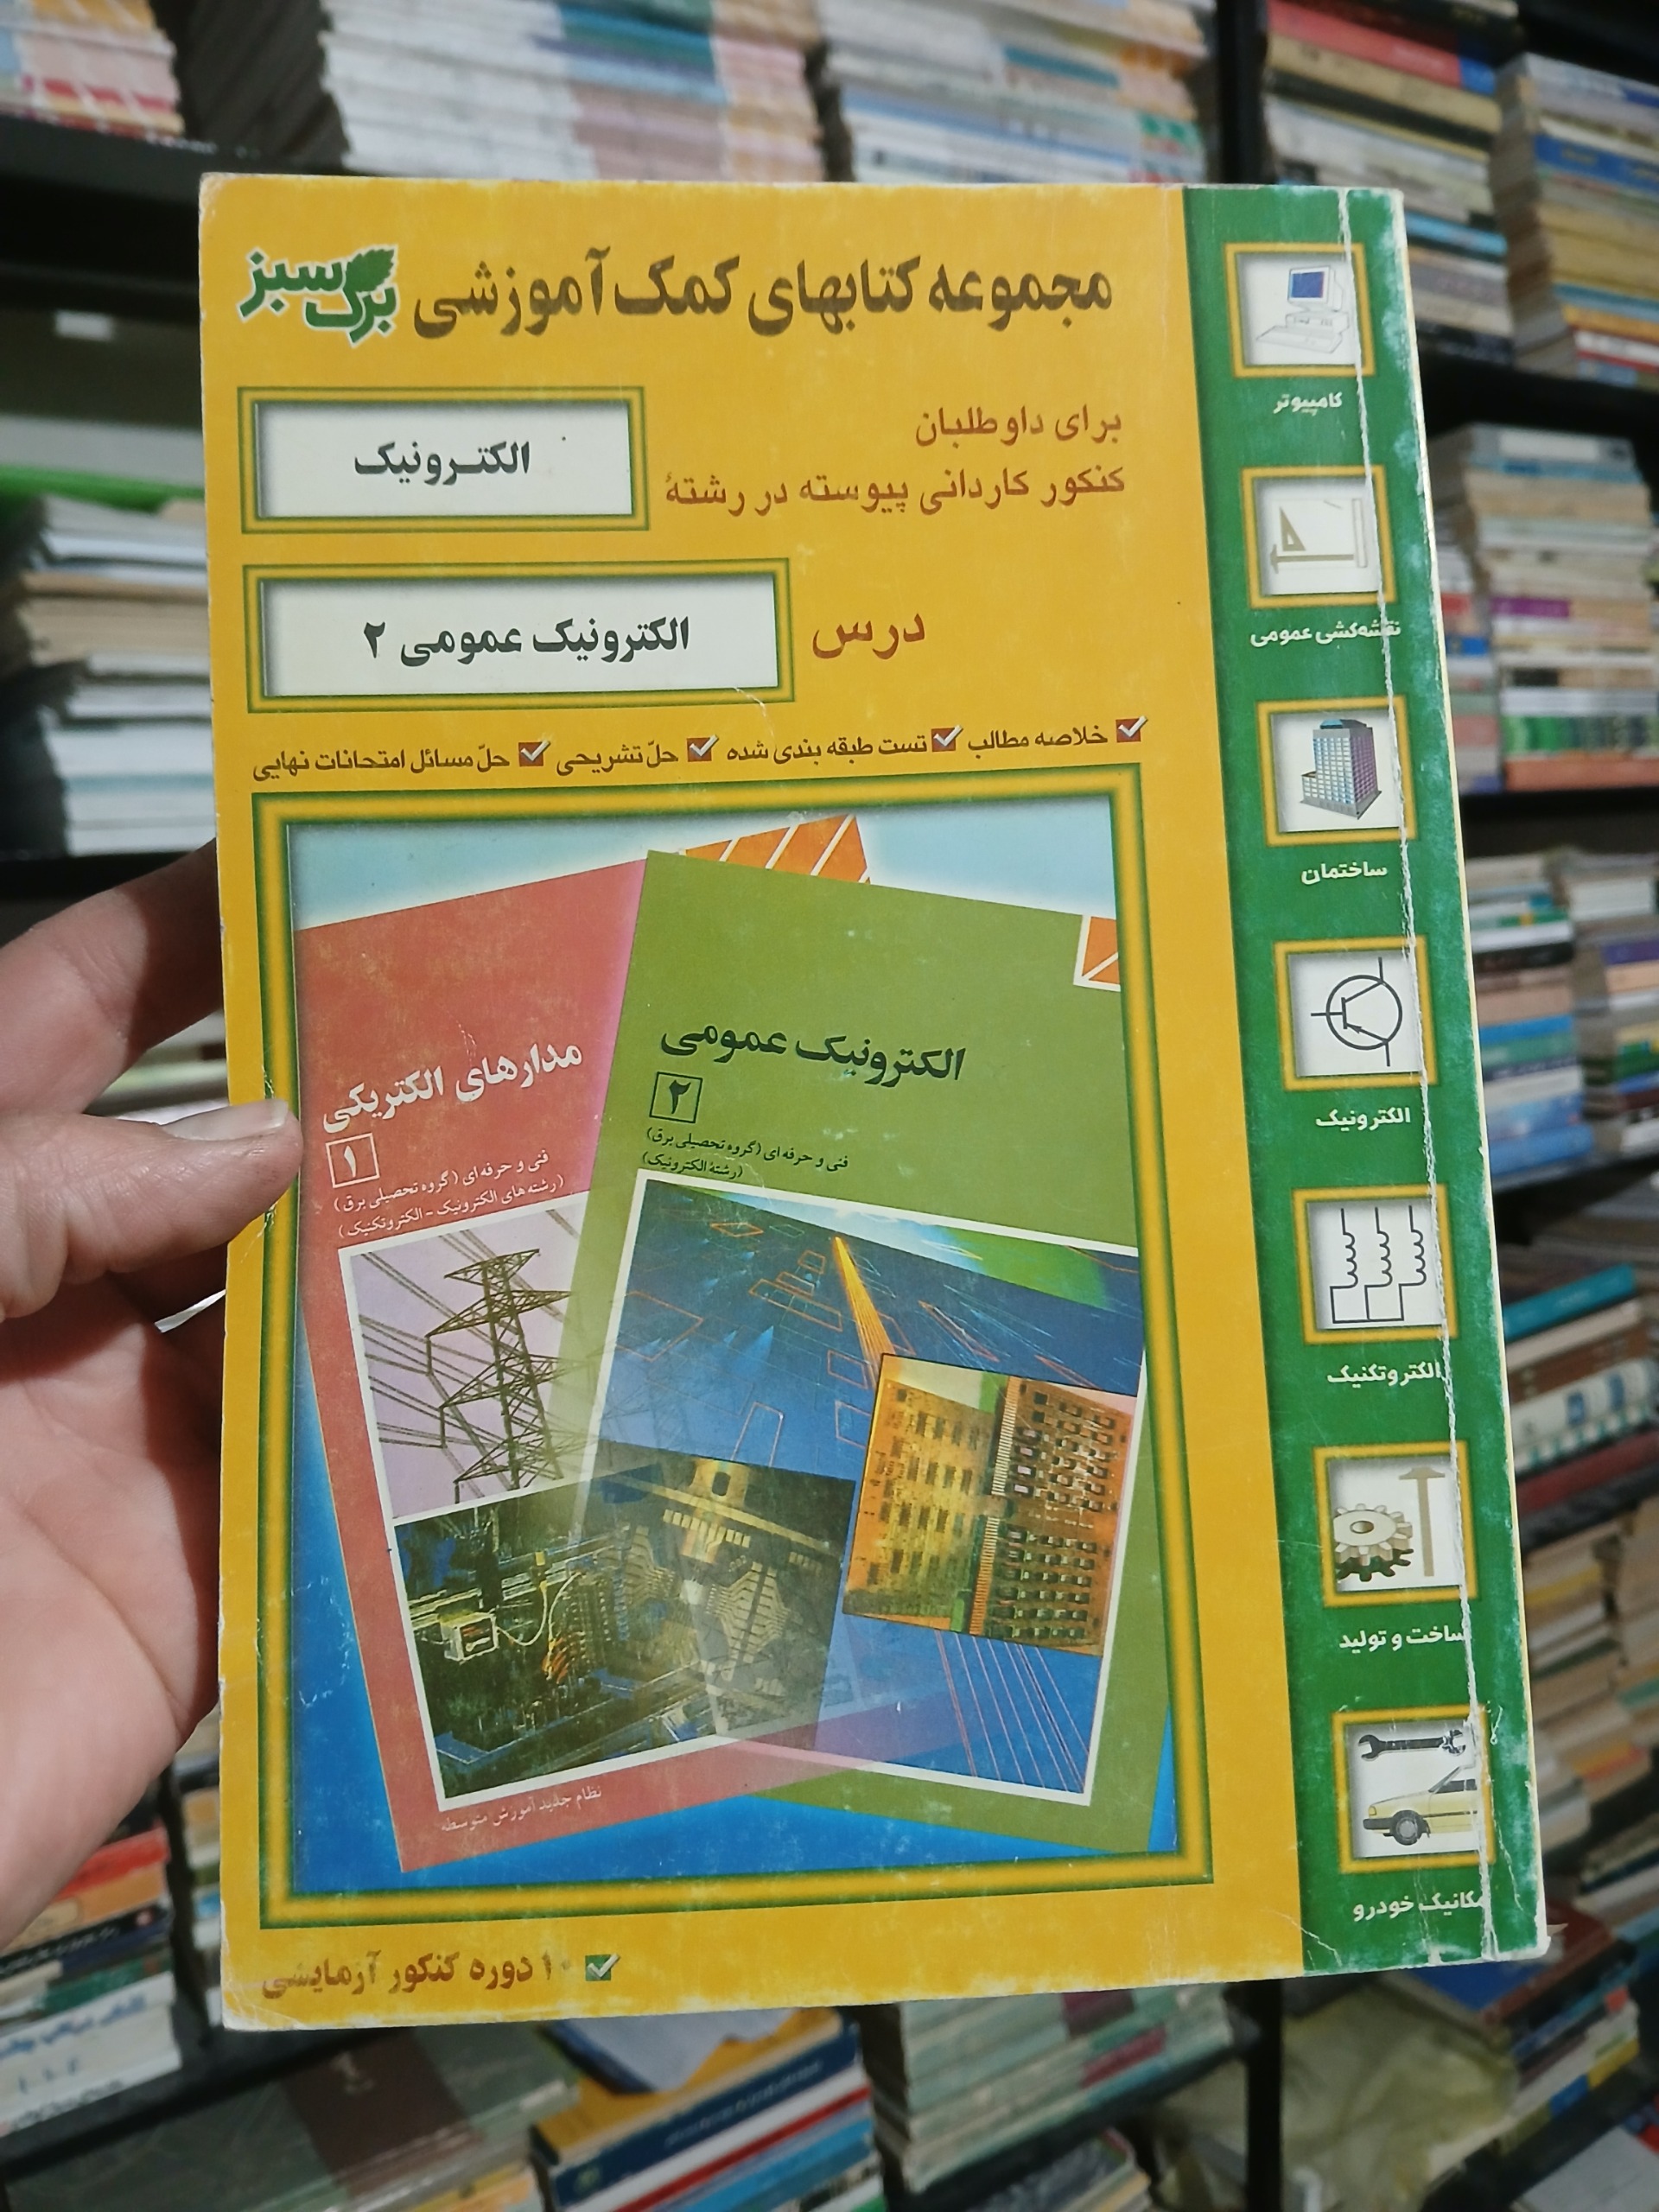 مجموعه کتابهای کمک آموزشی برگ سبز
برای داوطلبان
کنکور کاردانی پیوسته در رشتهٔ
الکترونیک
درس
الکترونیک عمومی ۲
خلاصه مطالب تست طبقه بندی شده حلّ تشریحی حلّ مسائل امتحانات نهایی
الکترونیک عمومی
۲
فنی و حرفه ای (گروه تحصیلی برق)
(رشتهٔ الکترونیک)
مدارهای الکتریکی
۱
فنی و حرفه ای (گروه تحصیلی برق)
(رشته های الکترونیک - الکتروتکنیک)
نظام جدید آموزش متوسطه
۱۰ دوره کنکور آزمایشی
کامپیوتر
نقشه‌کشی عمومی
ساختمان
الکترونیک
الکتروتکنیک
ساخت و تولید
مکانیک خودرو